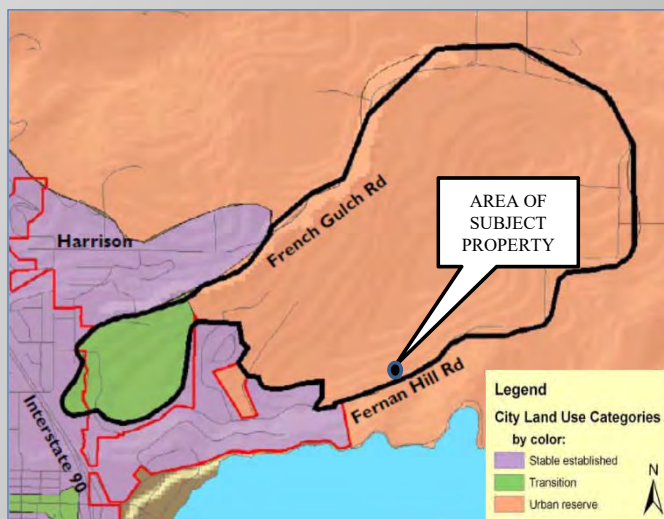 AREA OF
SUBJECT
PROPERTY
French Gulch Rd
Harrison
Fernan Hill Rd
Interstate 90
Legend
City Land Use Categories
by color:
Stable established
Transition
Urban reserve
N